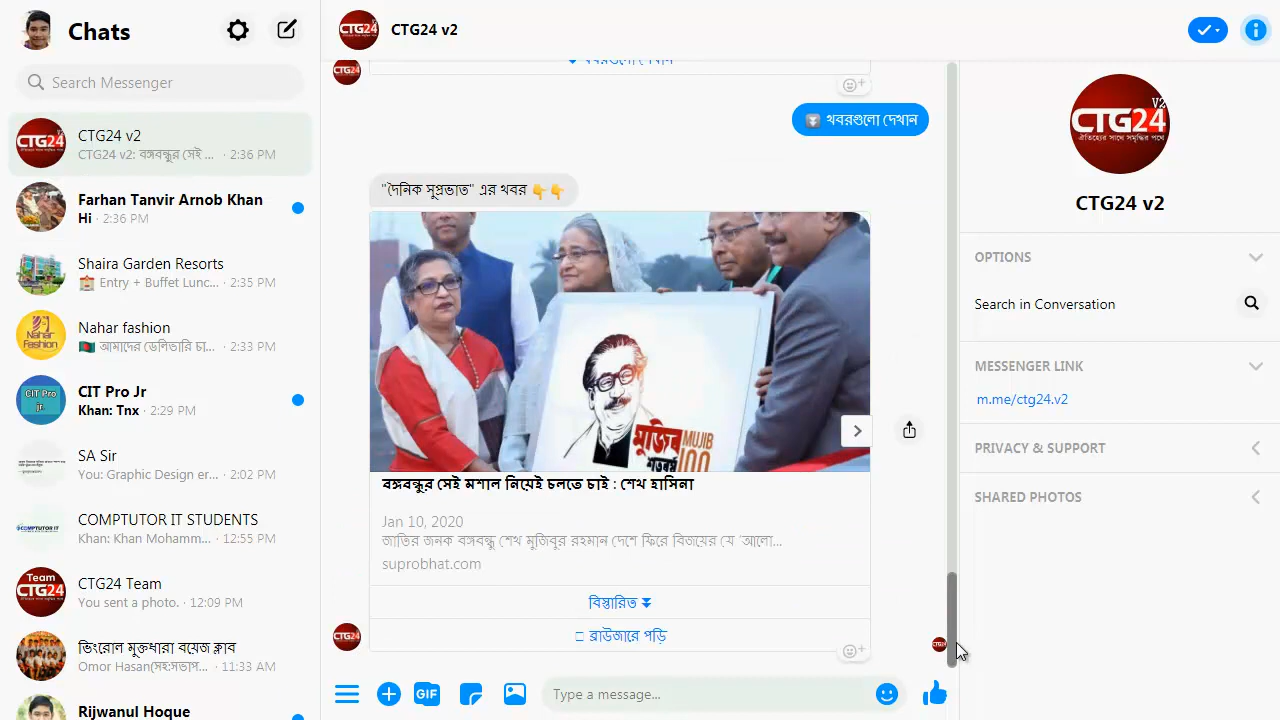 Chats
Search Messenger
CTG24 v2
CTG24 v2: বঙ্গবন্ধুর সেই ... · 2:36 PM
Farhan Tanvir Arnob Khan
Hi · 2:36 PM
Shaira Garden Resorts
🏫 Entry + Buffet Lunc... · 2:35 PM
Nahar fashion
🇧🇩 আমাদের ডেলিভারি চা... · 2:33 PM
CIT Pro Jr
Khan: Tnx · 2:29 PM
SA Sir
You: Graphic Design er... · 2:02 PM
COMPTUTOR IT STUDENTS
Khan: Khan Mohamm... · 12:55 PM
CTG24 Team
You sent a photo. · 12:09 PM
ভিংরোল মুক্তধারা বয়েজ ক্লাব
Omor Hasan(সহ:সভাপ... · 11:33 AM
Rijwanul Hoque
CTG24 v2
খবরগুলো দেখান
⏬ খবরগুলো দেখান
"দৈনিক সুপ্রভাত" এর খবর 👇👇
মুজিব MUJIB
শতবর্ষ 100
বঙ্গবন্ধুর সেই মশাল নিয়েই চলতে চাই : শেখ হাসিনা
Jan 10, 2020
জাতির জনক বঙ্গবন্ধু শেখ মুজিবুর রহমান দেশে ফিরে বিজয়ের যে ‘আলো...
suprobhat.com
বিস্তারিত ⏬
ব্রাউজারে পড়ি
GIF
Type a message...
V2
CTG24
ঐতিহ্যের সাথে সমৃদ্ধির পথে
CTG24 v2
OPTIONS
Search in Conversation
MESSENGER LINK
m.me/ctg24.v2
PRIVACY & SUPPORT
SHARED PHOTOS